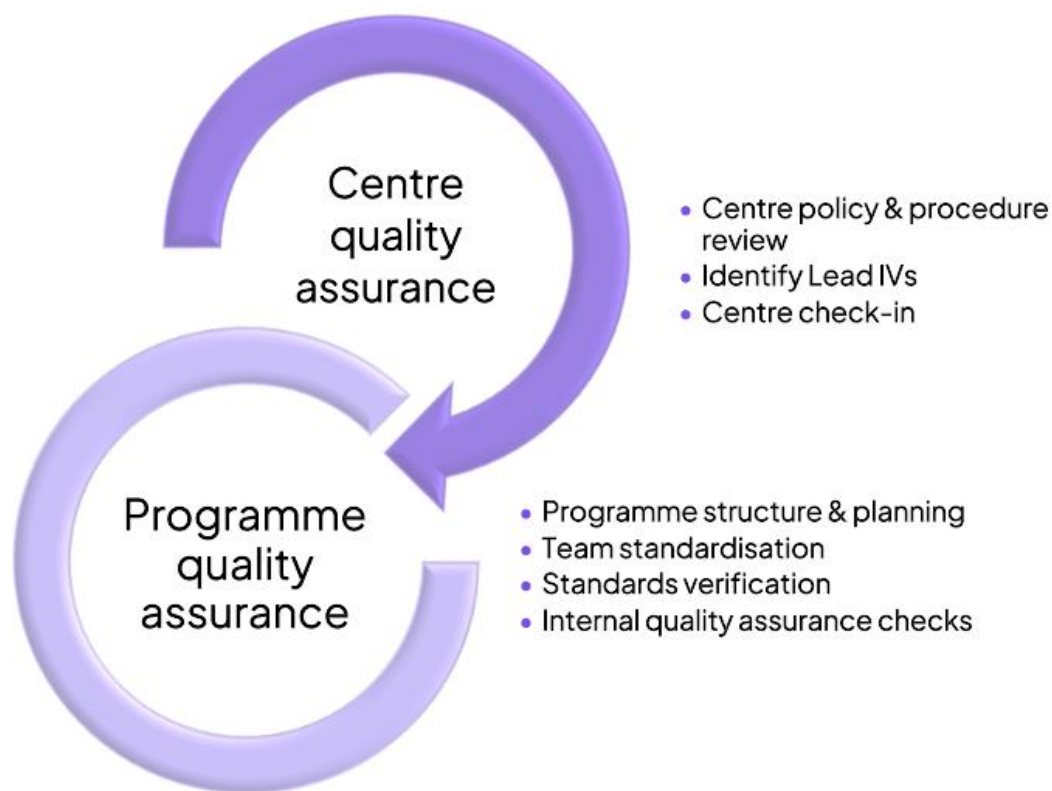 Centre
quality
assurance
• Centre policy & procedure
review
• Identify Lead IVs
• Centre check-in
Programme
quality
assurance
• Programme structure & planning
• Team standardisation
• Standards verification
• Internal quality assurance checks